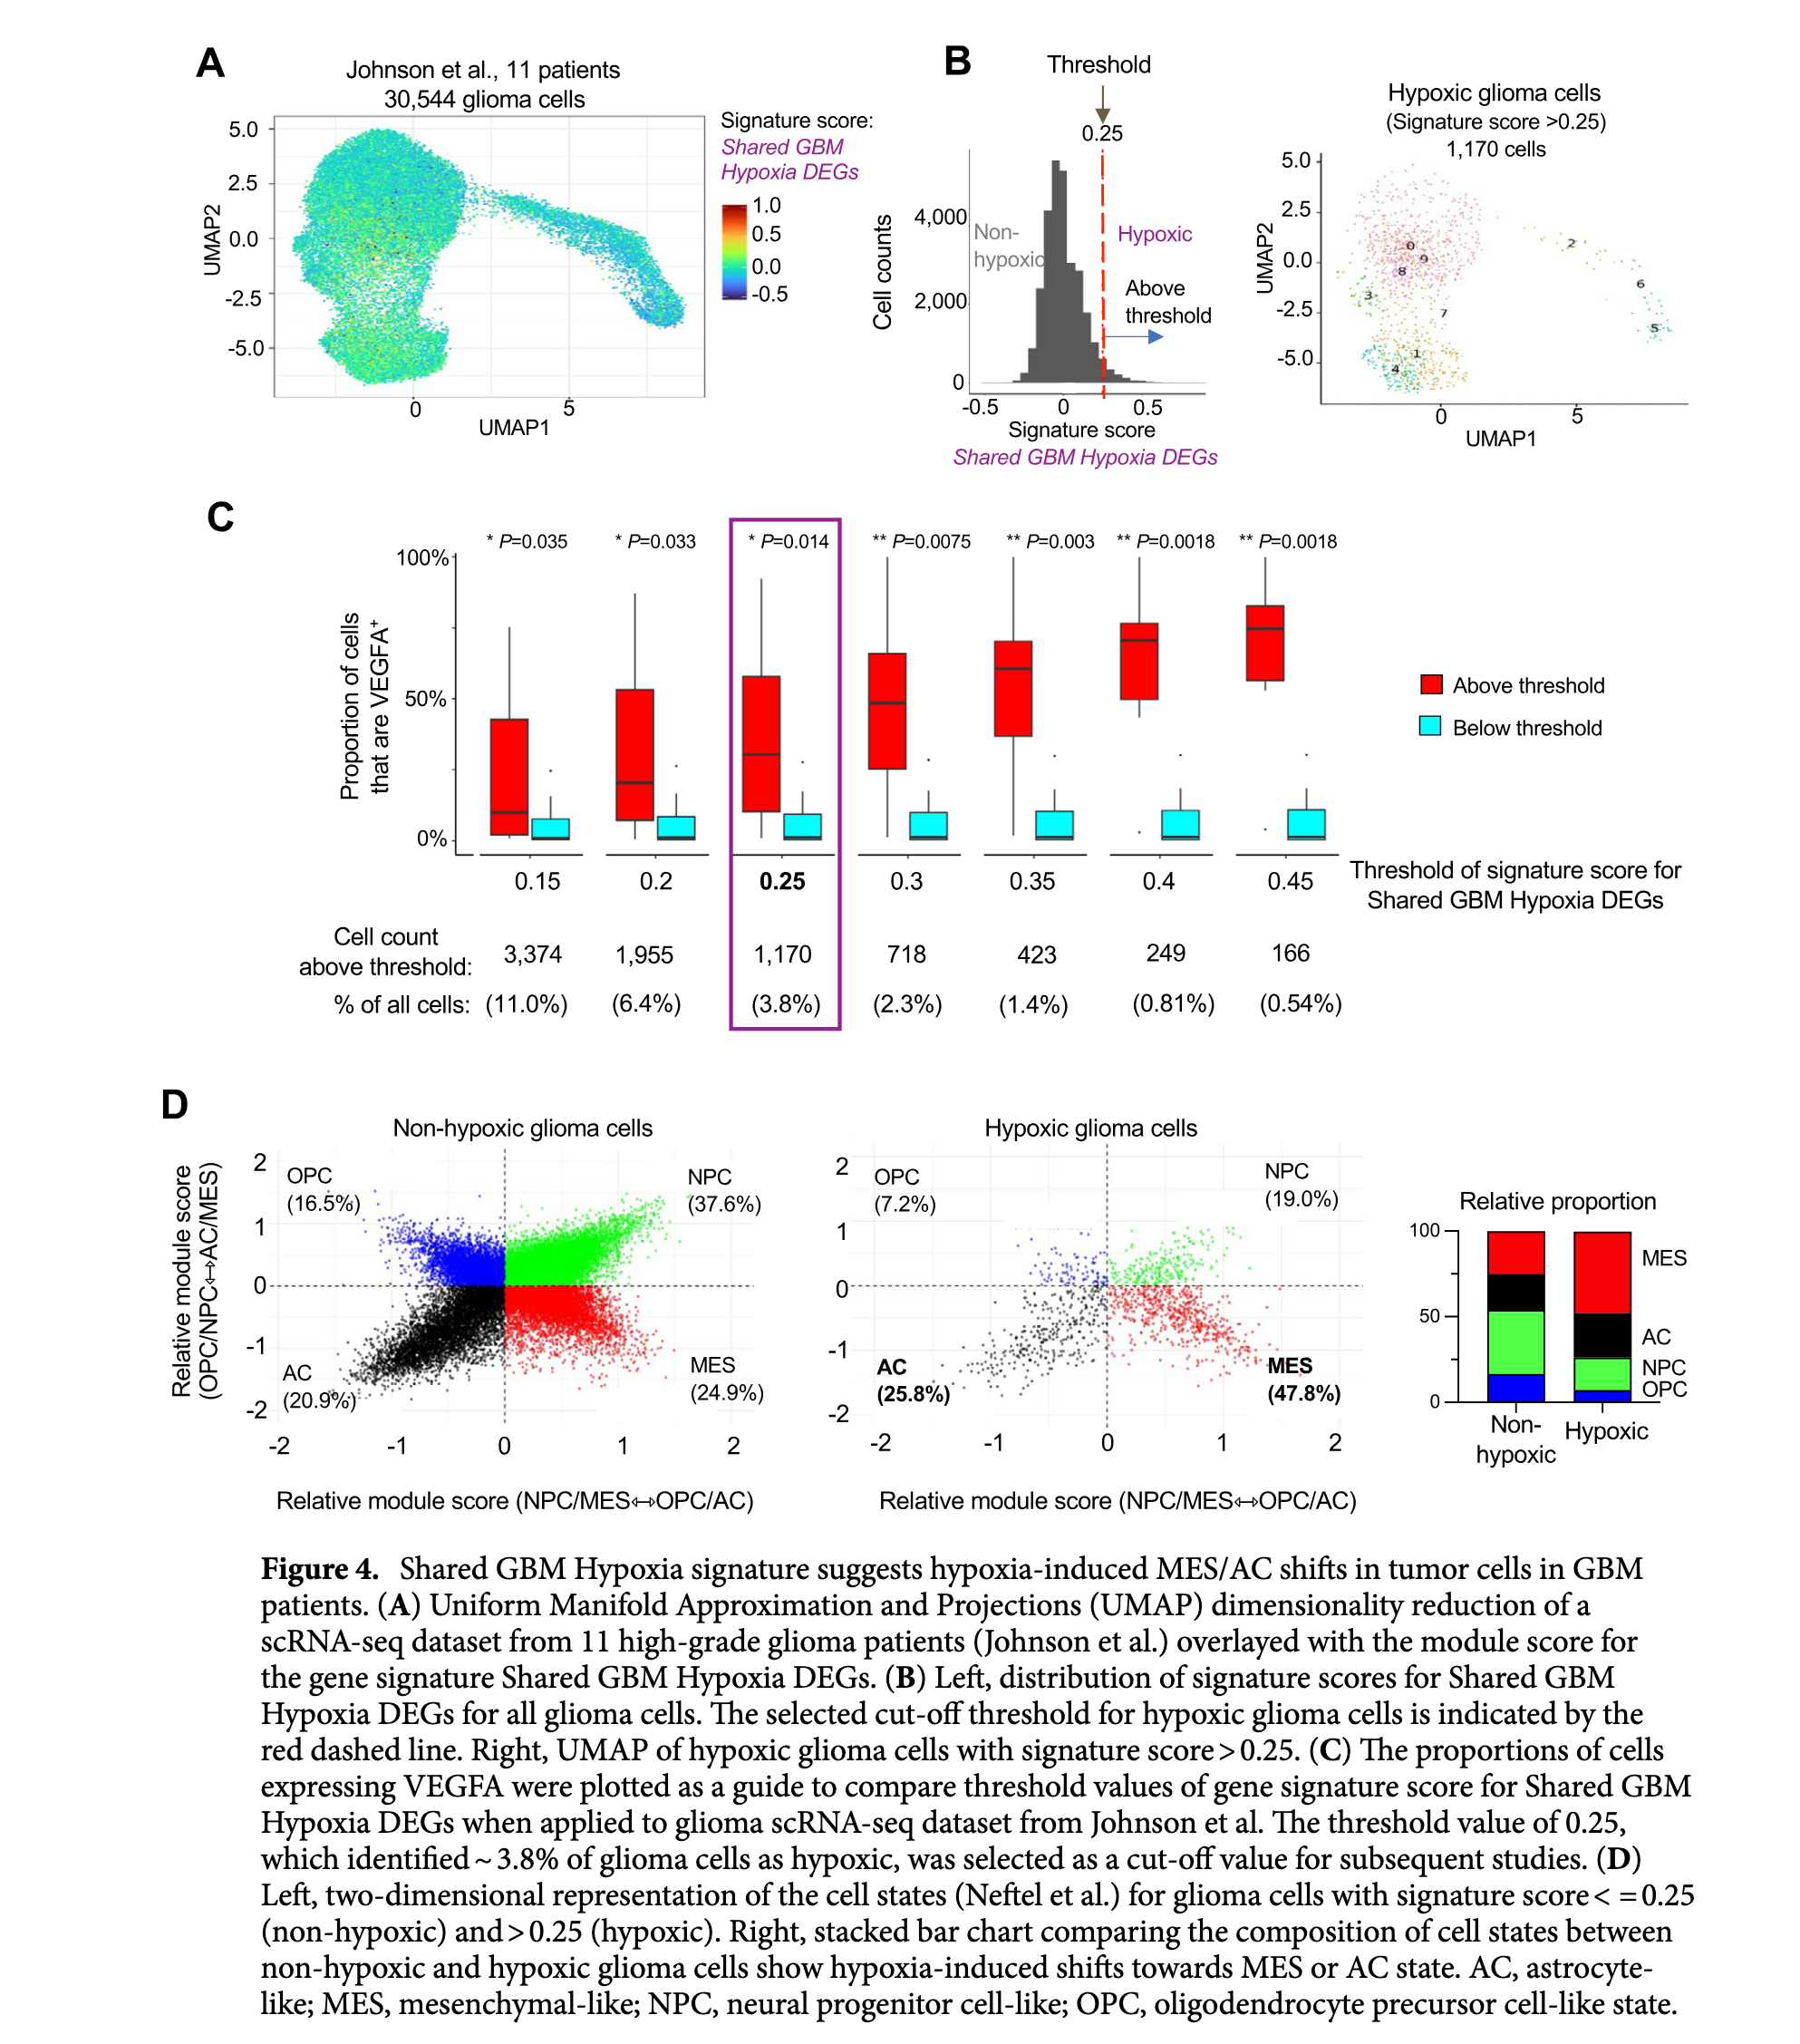 A
Johnson et al., 11 patients
30,544 glioma cells
Signature score:
Shared GBM
Hypoxia DEGs
1.0
0.5
0.0
-0.5
5.0
2.5
0.0
-2.5
-5.0
UMAP2
0
5
UMAP1
B
Threshold
0.25
4,000
2,000
0
Cell counts
Non-
hypoxic
Hypoxic
Above
threshold
-0.5
0
0.5
Signature score
Shared GBM Hypoxia DEGs
Hypoxic glioma cells
(Signature score >0.25)
1,170 cells
5.0
2.5
0.0
-2.5
-5.0
UMAP2
0
9
8
3
7
1
4
2
6
5
0
5
UMAP1
C
* P=0.035
* P=0.033
* P=0.014
** P=0.0075
** P=0.003
** P=0.0018
** P=0.0018
100%
50%
0%
Proportion of cells
that are VEGFA+
Above threshold
Below threshold
0.15
0.2
0.25
0.3
0.35
0.4
0.45
Threshold of signature score for
Shared GBM Hypoxia DEGs
Cell count
above threshold:
3,374
1,955
1,170
718
423
249
166
% of all cells:
(11.0%)
(6.4%)
(3.8%)
(2.3%)
(1.4%)
(0.81%)
(0.54%)
D
Non-hypoxic glioma cells
Relative module score
(OPC/NPC⇿AC/MES)
2
1
0
-1
-2
OPC
(16.5%)
NPC
(37.6%)
AC
(20.9%)
MES
(24.9%)
-2
-1
0
1
2
Relative module score (NPC/MES⇿OPC/AC)
Hypoxic glioma cells
2
1
0
-1
-2
OPC
(7.2%)
NPC
(19.0%)
AC
(25.8%)
MES
(47.8%)
-2
-1
0
1
2
Relative module score (NPC/MES⇿OPC/AC)
Relative proportion
100
50
0
MES
AC
NPC
OPC
Non-
hypoxic
Hypoxic
Figure 4. Shared GBM Hypoxia signature suggests hypoxia-induced MES/AC shifts in tumor cells in GBM
patients. (A) Uniform Manifold Approximation and Projections (UMAP) dimensionality reduction of a
scRNA-seq dataset from 11 high-grade glioma patients (Johnson et al.) overlayed with the module score for
the gene signature Shared GBM Hypoxia DEGs. (B) Left, distribution of signature scores for Shared GBM
Hypoxia DEGs for all glioma cells. The selected cut-off threshold for hypoxic glioma cells is indicated by the
red dashed line. Right, UMAP of hypoxic glioma cells with signature score > 0.25. (C) The proportions of cells
expressing VEGFA were plotted as a guide to compare threshold values of gene signature score for Shared GBM
Hypoxia DEGs when applied to glioma scRNA-seq dataset from Johnson et al. The threshold value of 0.25,
which identified ~ 3.8% of glioma cells as hypoxic, was selected as a cut-off value for subsequent studies. (D)
Left, two-dimensional representation of the cell states (Neftel et al.) for glioma cells with signature score < = 0.25
(non-hypoxic) and > 0.25 (hypoxic). Right, stacked bar chart comparing the composition of cell states between
non-hypoxic and hypoxic glioma cells show hypoxia-induced shifts towards MES or AC state. AC, astrocyte-
like; MES, mesenchymal-like; NPC, neural progenitor cell-like; OPC, oligodendrocyte precursor cell-like state.